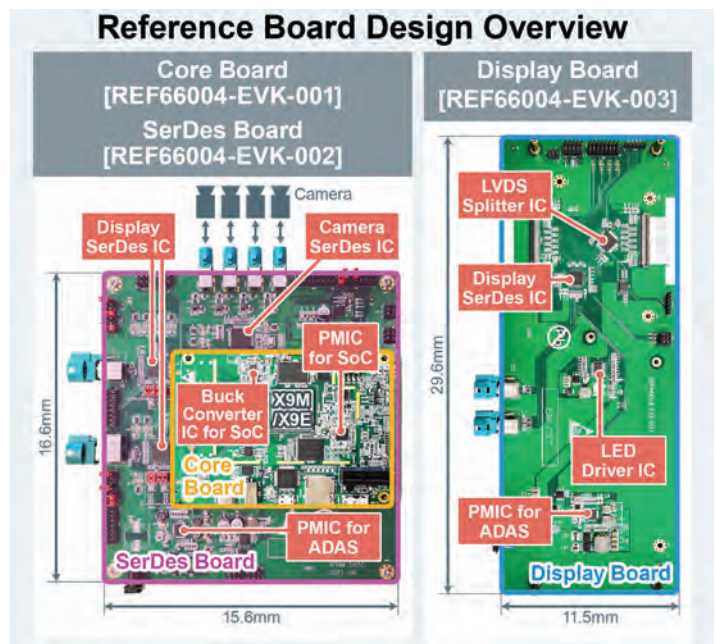 Reference Board Design Overview
Core Board
[REF66004-EVK-001]
SerDes Board
[REF66004-EVK-002]
Display Board
[REF66004-EVK-003]
Camera
Display
SerDes IC
Camera
SerDes IC
PMIC
for SoC
Buck
Converter
IC for SoC
X9M
/X9E
Core
Board
PMIC for
ADAS
SerDes Board
16.6mm
15.6mm
LVDS
Splitter IC
Display
SerDes IC
LED
Driver IC
PMIC for
ADAS
Display Board
29.6mm
11.5mm